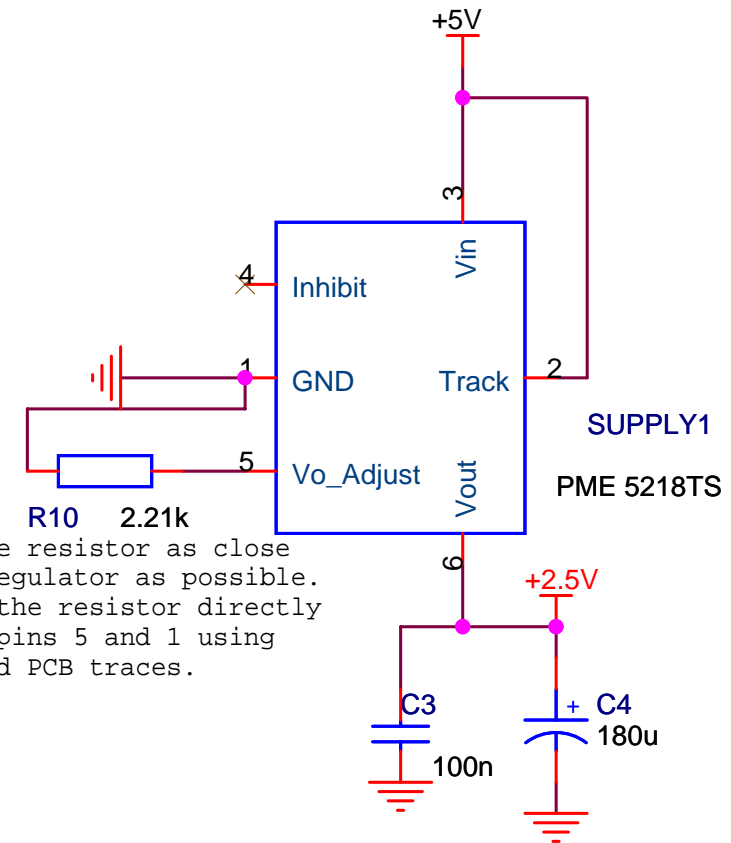 +5V
3
Vin
4
Inhibit
1
GND
Track
2
SUPPLY1
5
Vo_Adjust
Vout
PME 5218TS
R10 2.21k
e resistor as close
egulator as possible.
the resistor directly
pins 5 and 1 using
d PCB traces.
6
+2.5V
C3
100n
+
C4
180u